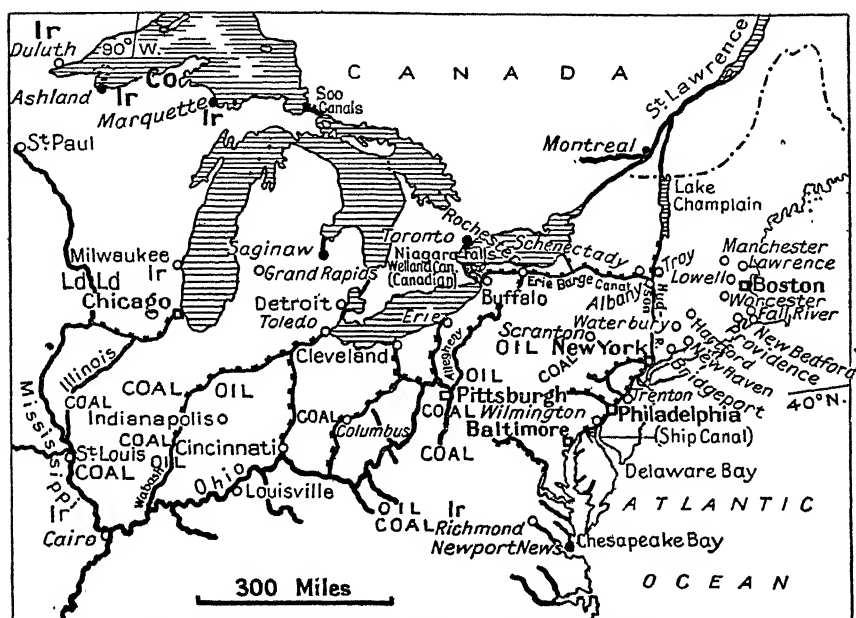 Ir
Duluth
90° W.
Co
Ashland
Ir
Marquette
Ir
Soo
Canals
CANADA
St. Lawrence
St. Paul
Montreal
Lake
Champlain
Milwaukee
Ir
Ld Ld
Chicago
Saginaw
Grand Rapids
Toronto
Rochester
Niagara Falls
Welland Can.
(Canadian)
Schenectady
Troy
Manchester
Lawrence
Lowell
Boston
Worcester
Fall River
Detroit
Toledo
Erie
Buffalo
Erie Barge Canal
Albany
Hudson R.
Scranton
Waterbury
Hartford
Providence
New Bedford
Illinois
Cleveland
Allegheny
OIL
OIL
New York
COAL
New Haven
Bridgeport
40° N.
Mississippi
COAL
COAL
OIL
Indianapolis
COAL
Columbus
Pittsburgh
COAL
Wilmington
Trenton
Philadelphia
St. Louis
COAL
COAL
OIL
Cincinnati
Baltimore
(Ship Canal)
COAL
Wabash
Ohio
Louisville
Delaware Bay
Ir
Cairo
OIL
COAL
Ir
Richmond
Newport News
Chesapeake Bay
ATLANTIC
OCEAN
300 Miles